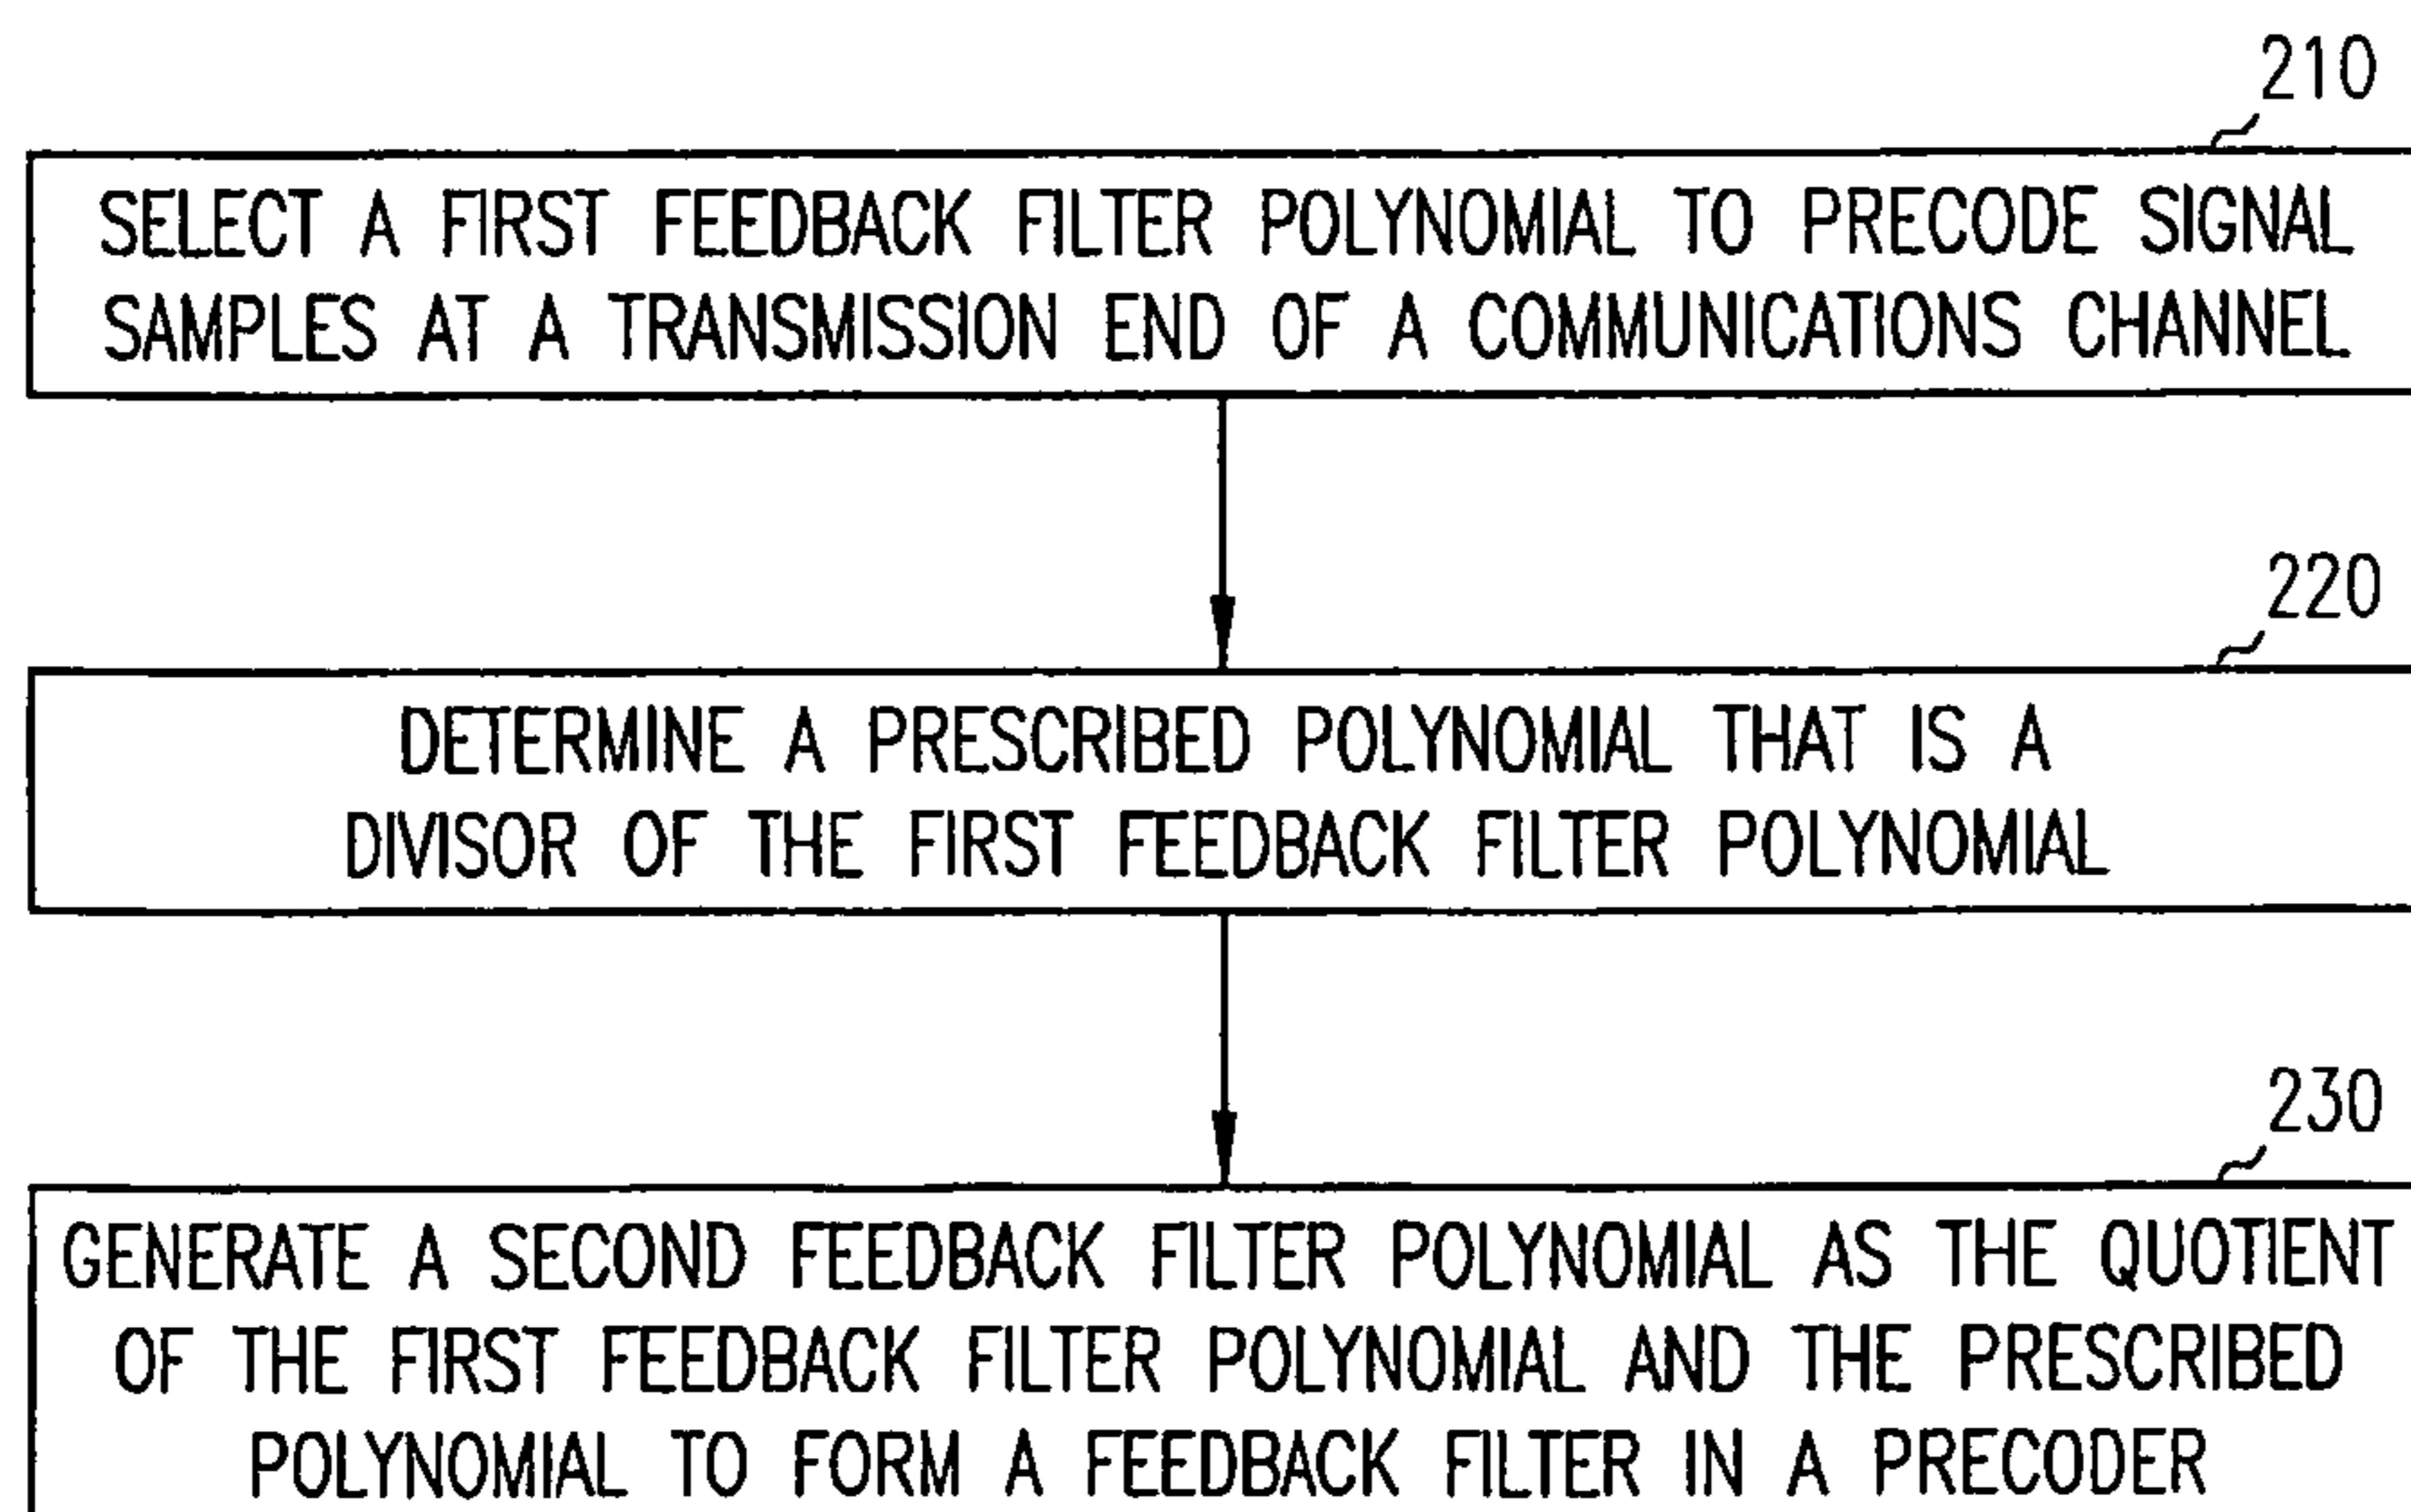 210
SELECT A FIRST FEEDBACK FILTER POLYNOMIAL TO PRECODE SIGNAL
SAMPLES AT A TRANSMISSION END OF A COMMUNICATIONS CHANNEL
220
DETERMINE A PRESCRIBED POLYNOMIAL THAT IS A
DIVISOR OF THE FIRST FEEDBACK FILTER POLYNOMIAL
230
GENERATE A SECOND FEEDBACK FILTER POLYNOMIAL AS THE QUOTIENT
OF THE FIRST FEEDBACK FILTER POLYNOMIAL AND THE PRESCRIBED
POLYNOMIAL TO FORM A FEEDBACK FILTER IN A PRECODER